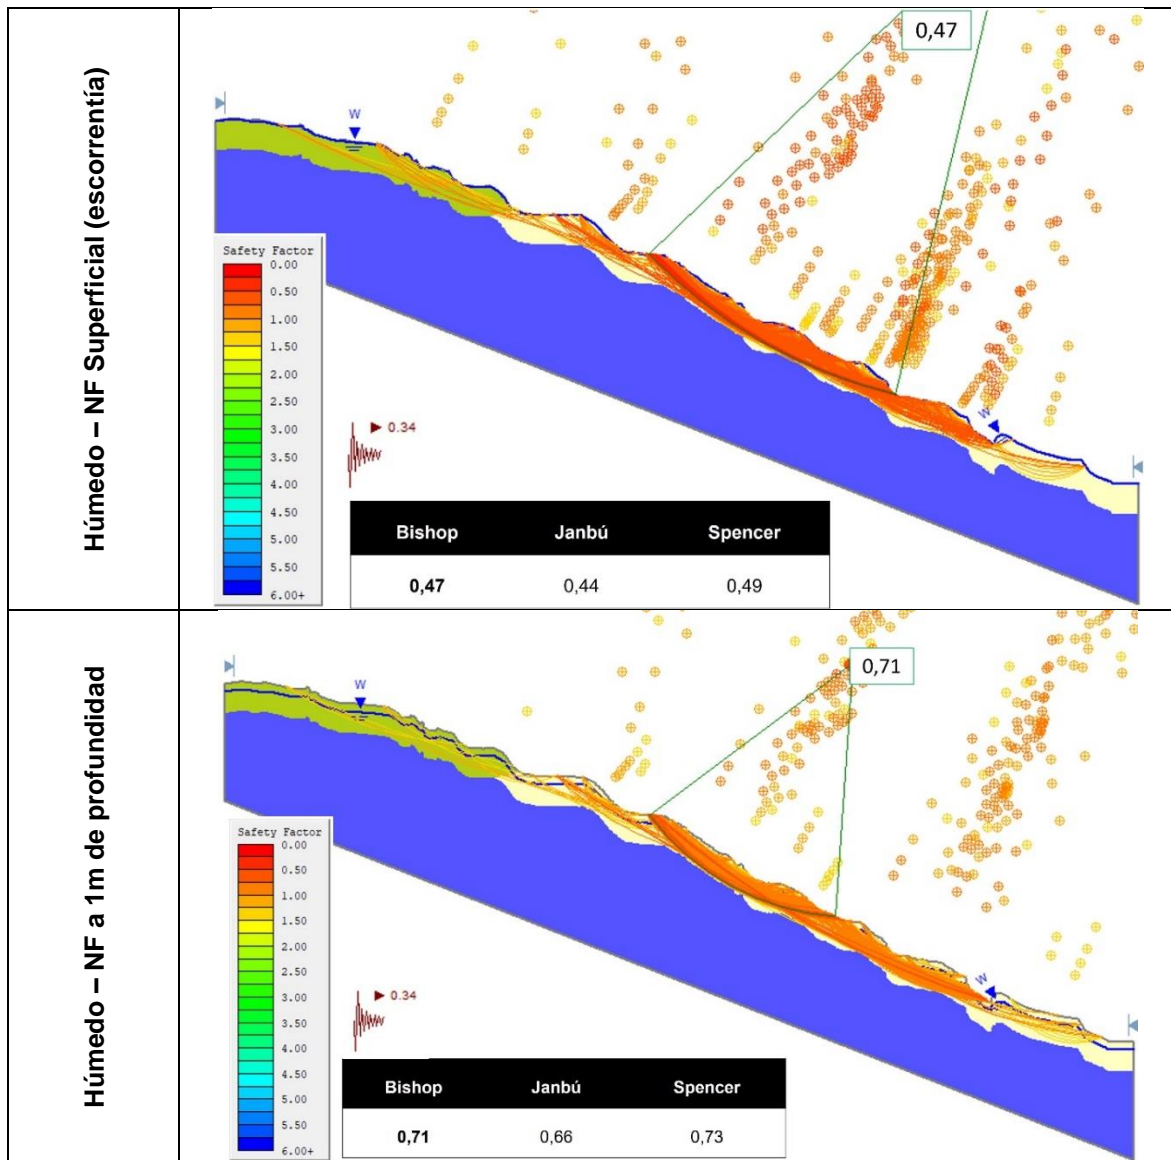 Húmedo – NF Superficial (escorrentía)
0,47
W
Safety Factor
0.00
0.50
1.00
1.50
2.00
2.50
3.00
3.50
4.00
4.50
5.00
5.50
6.00+
0.34
W
Bishop Janbú Spencer
0,47 0,44 0,49
Húmedo – NF a 1m de profundidad
0,71
W
Safety Factor
0.00
0.50
1.00
1.50
2.00
2.50
3.00
3.50
4.00
4.50
5.00
5.50
6.00+
0.34
W
Bishop Janbú Spencer
0,71 0,66 0,73